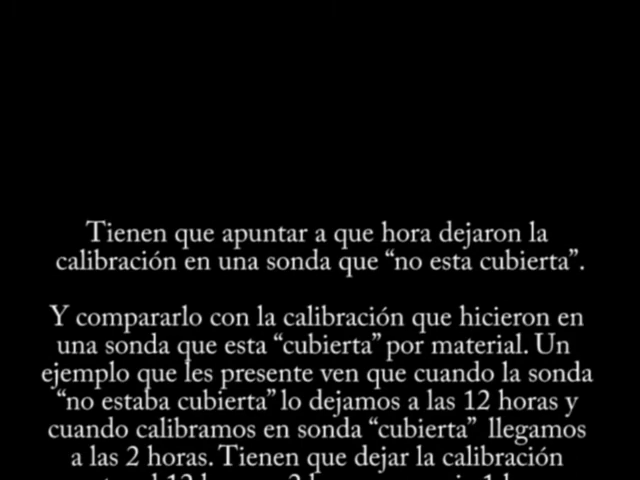 Tienen que apuntar a que hora dejaron la
calibración en una sonda que “no esta cubierta”.
Y compararlo con la calibración que hicieron en
una sonda que esta “cubierta” por material. Un
ejemplo que les presente ven que cuando la sonda
“no estaba cubierta” lo dejamos a las 12 horas y
cuando calibramos en sonda “cubierta” llegamos
a las 2 horas. Tienen que dejar la calibración